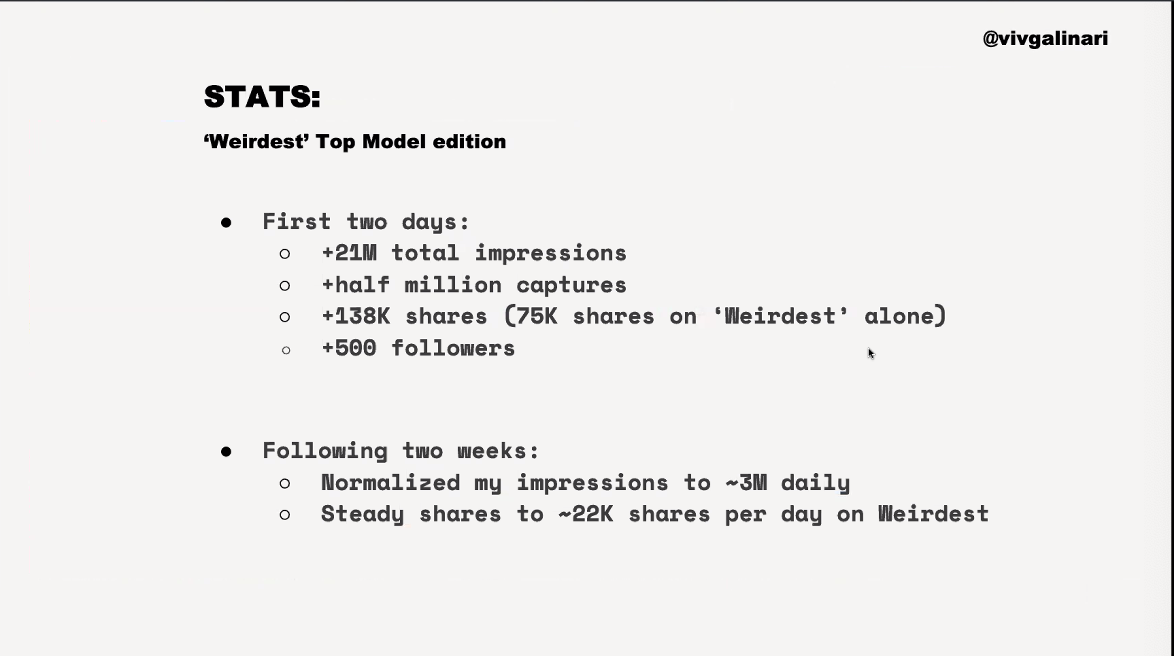 @vivgalinari
STATS:
‘Weirdest’ Top Model edition
● First two days:
○ +21M total impressions
○ +half million captures
○ +138K shares (75K shares on ‘Weirdest’ alone)
○ +500 followers
● Following two weeks:
○ Normalized my impressions to ~3M daily
○ Steady shares to ~22K shares per day on Weirdest